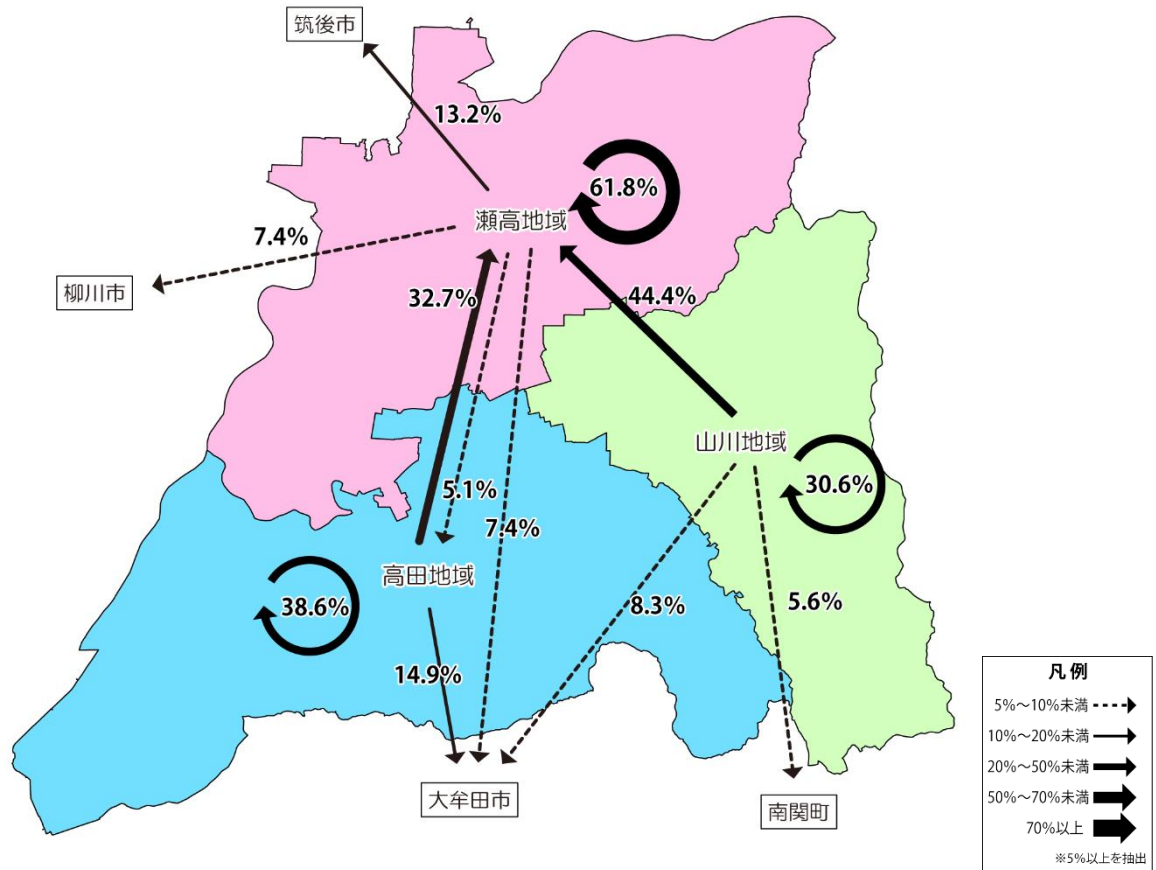 筑後市
13.2%
61.8%
瀬高地域
7.4%
柳川市
32.7%
44.4%
山川地域
30.6%
5.1%
7.4%
高田地域
38.6%
8.3%
5.6%
14.9%
大牟田市
南関町
凡例
5%～10%未満
10%～20%未満
20%～50%未満
50%～70%未満
70%以上
※5%以上を抽出